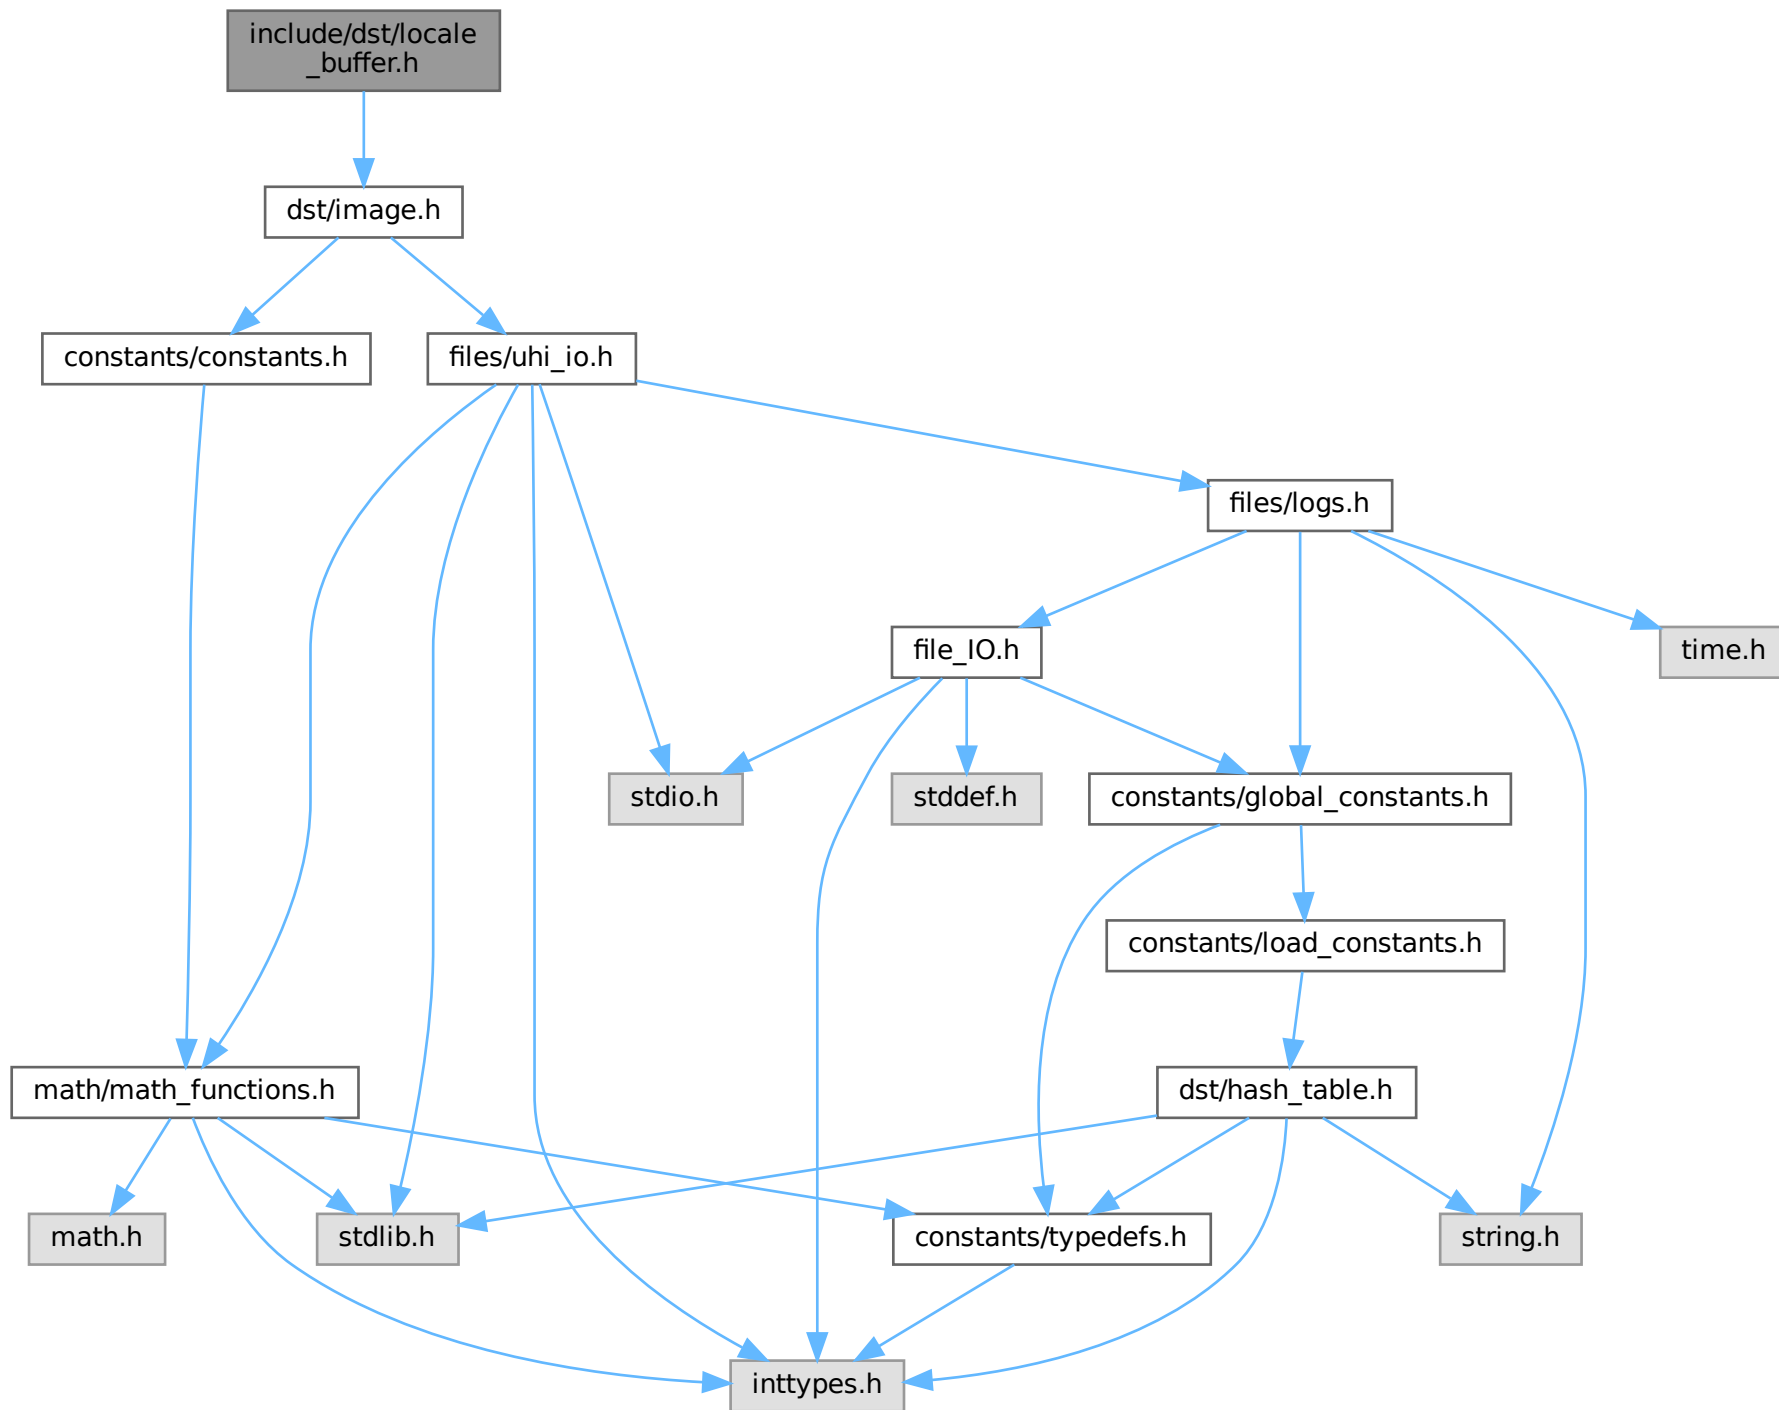 include/dst/locale
_buffer.h
dst/image.h
constants/constants.h
files/uhi_io.h
files/logs.h
file_IO.h
time.h
stdio.h
stddef.h
constants/global_constants.h
constants/load_constants.h
math/math_functions.h
dst/hash_table.h
math.h
stdlib.h
constants/typedefs.h
string.h
inttypes.h